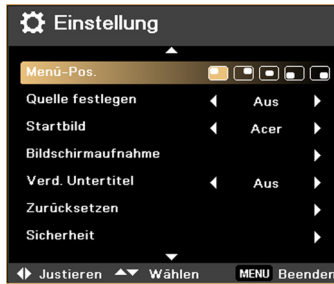 Einstellung
Menü-Pos.
Quelle festlegen Aus
Startbild Acer
Bildschirmaufnahme
Verd. Untertitel Aus
Zurücksetzen
Sicherheit
Justieren Wählen MENU Beenden